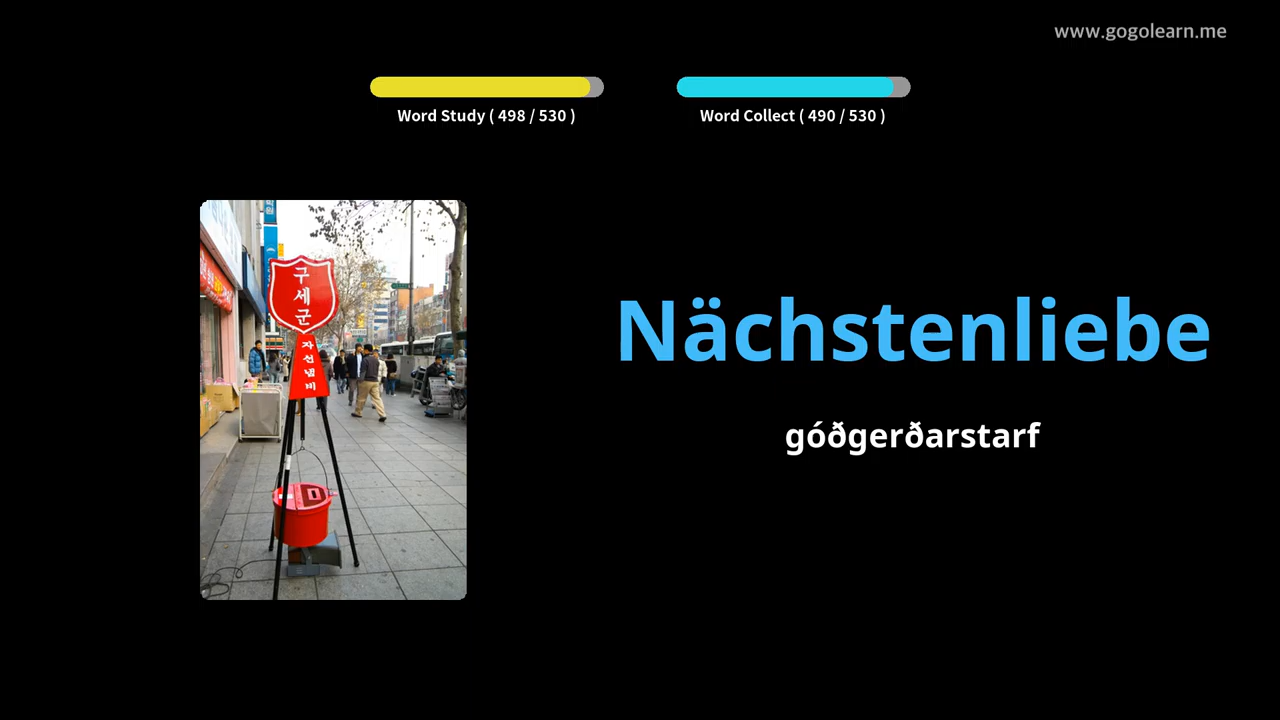 www.gogolearn.me
Word Study ( 498 / 530 )
Word Collect ( 490 / 530 )
구세군
자선냄비
Nächstenliebe
góðgerðarstarf